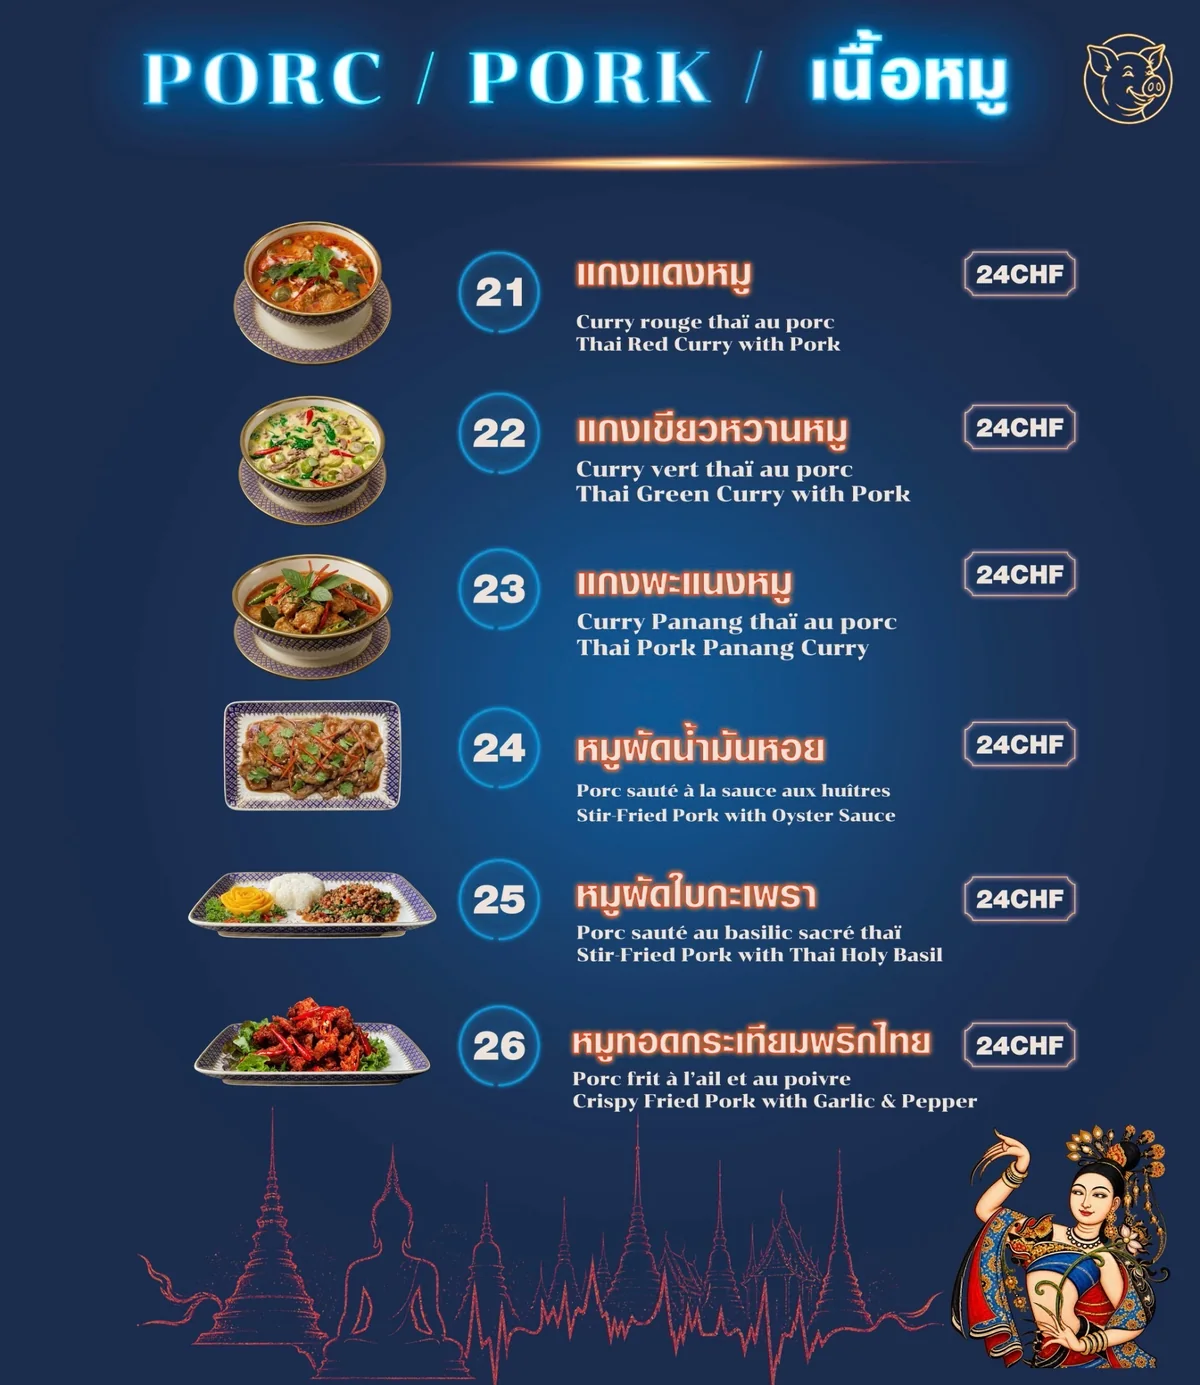 PORC / PORK / เนื้อหมู
21
แกงแดงหมู
24CHF
Curry rouge thaï au porc
Thai Red Curry with Pork
22
แกงเขียวหวานหมู
24CHF
Curry vert thaï au porc
Thai Green Curry with Pork
23
แกงพะแนงหมู
24CHF
Curry Panang thaï au porc
Thai Pork Panang Curry
24
หมูผัดน้ำมันหอย
24CHF
Porc sauté à la sauce aux huîtres
Stir-Fried Pork with Oyster Sauce
25
หมูผัดใบกะเพรา
24CHF
Porc sauté au basilic sacré thaï
Stir-Fried Pork with Thai Holy Basil
26
หมูทอดกระเทียมพริกไทย
24CHF
Porc frit à l’ail et au poivre
Crispy Fried Pork with Garlic & Pepper